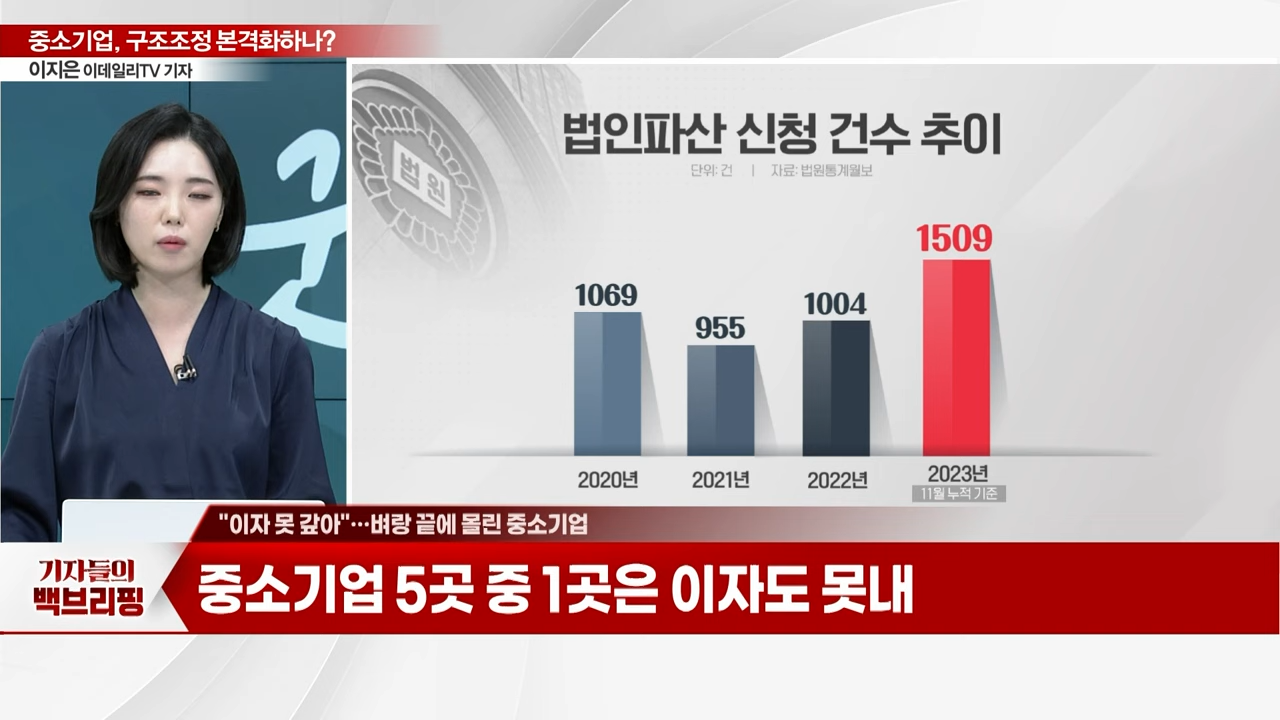 중소기업, 구조조정 본격화하나?
이지은 이데일리TV 기자
법원
법인파산 신청 건수 추이
단위: 건 | 자료: 법원통계월보
1069
955
1004
1509
2020년
2021년
2022년
2023년
11월 누적 기준
"이자 못 갚아"…벼랑 끝에 몰린 중소기업
기자들의
백브리핑
중소기업 5곳 중 1곳은 이자도 못내